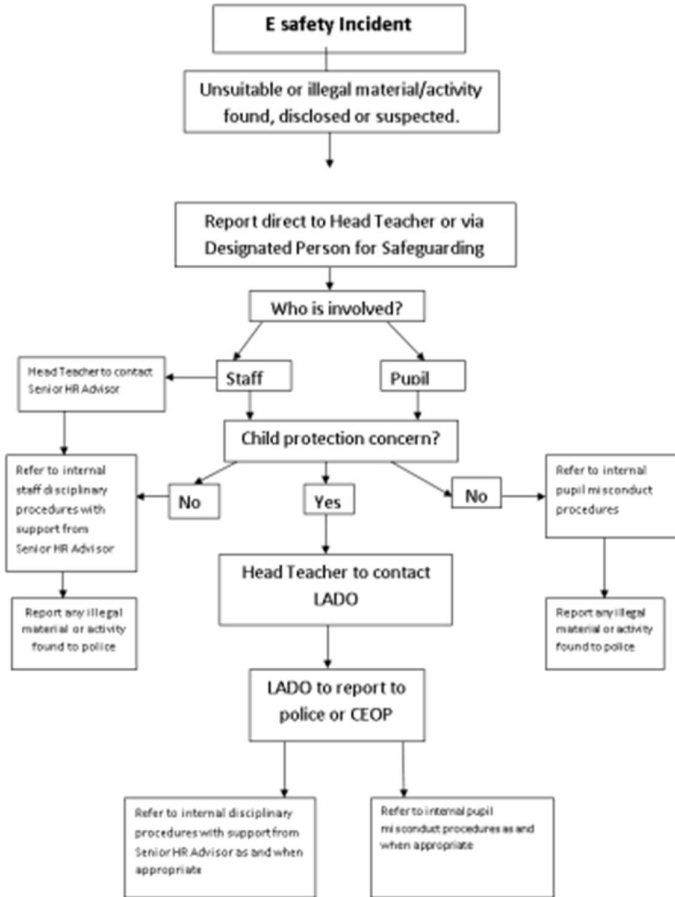 E safety Incident
Unsuitable or illegal material/activity
found, disclosed or suspected.
Report direct to Head Teacher or via
Designated Person for Safeguarding
Who is involved?
Head Teacher to contact
Senior HR Advisor
Staff
Pupil
Child protection concern?
Refer to internal
staff disciplinary
procedures with
support from
Senior HR Advisor
No
Yes
No
Refer to internal
pupil misconduct
procedures
Head Teacher to contact
LADO
Report any illegal
material or activity
found to police
Report any illegal
material or activity
found to police
LADO to report to
police or CEOP
Refer to internal disciplinary
procedures with support from
Senior HR Advisor as and when
appropriate
Refer to internal pupil
misconduct procedures as and
when appropriate